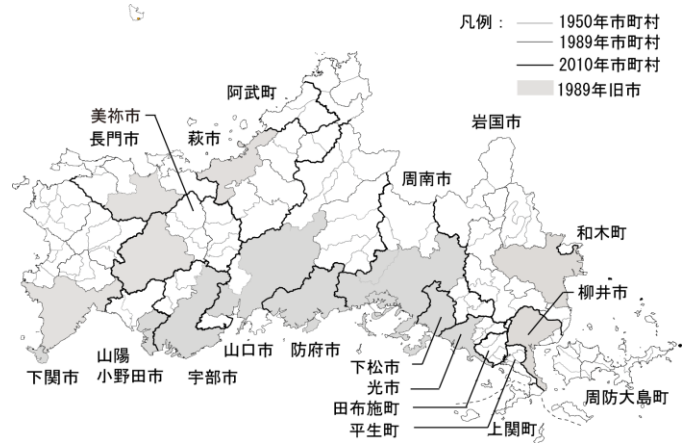 凡例：
1950年市町村
1989年市町村
2010年市町村
1989年旧市
阿武町
美祢市
長門市
萩市
岩国市
周南市
和木町
柳井市
下関市
山陽
小野田市
宇部市
山口市
防府市
下松市
光市
田布施町
平生町
上関町
周防大島町